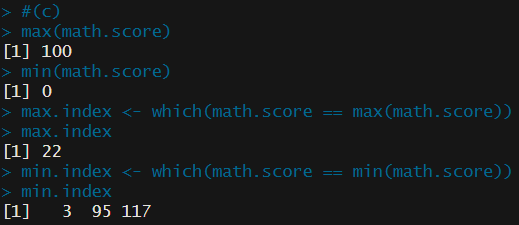 > #(c)
> max(math.score)
[1] 100
> min(math.score)
[1] 0
> max.index <- which(math.score == max(math.score))
> max.index
[1] 22
> min.index <- which(math.score == min(math.score))
> min.index
[1]   3  95 117